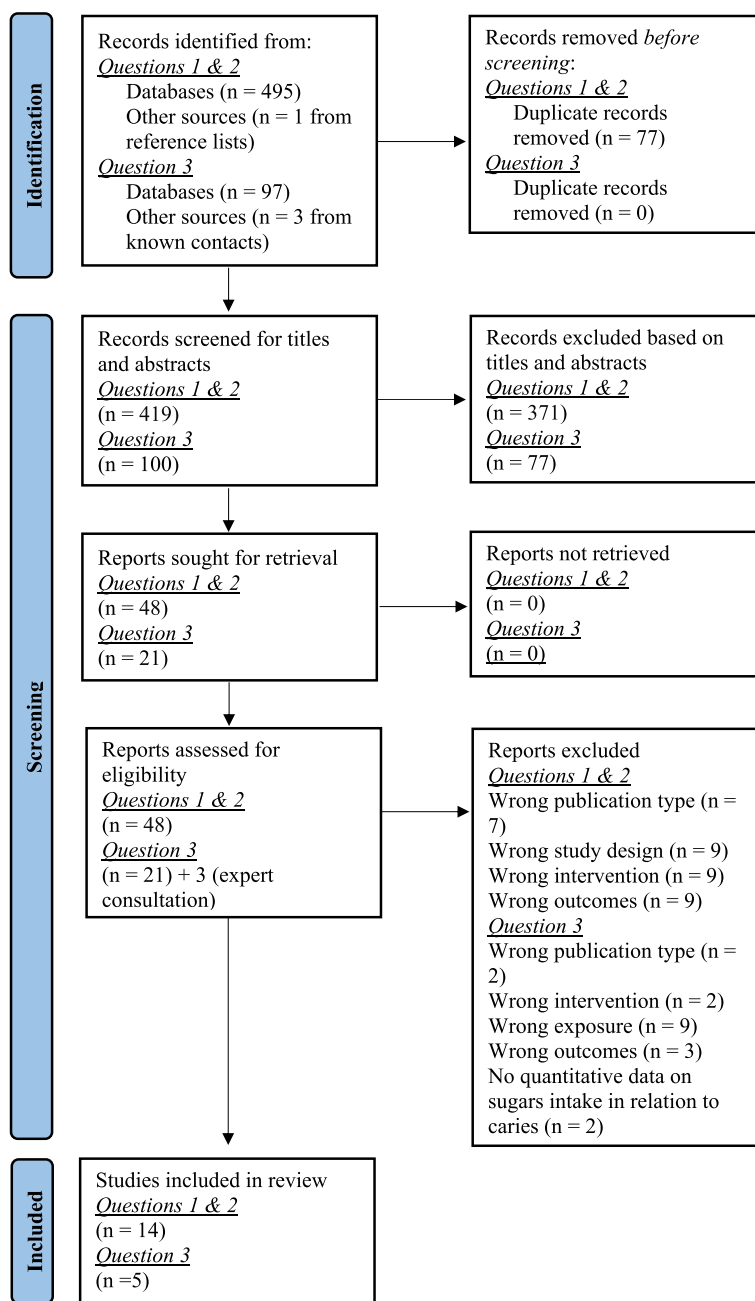 Identification
Records identified from:
Questions 1 & 2
Databases (n = 495)
Other sources (n = 1 from
reference lists)
Question 3
Databases (n = 97)
Other sources (n = 3 from
known contacts)
Records removed before
screening:
Questions 1 & 2
Duplicate records
removed (n = 77)
Question 3
Duplicate records
removed (n = 0)
Screening
Records screened for titles
and abstracts
Questions 1 & 2
(n = 419)
Question 3
(n = 100)
Records excluded based on
titles and abstracts
Questions 1 & 2
(n = 371)
Question 3
(n = 77)
Reports sought for retrieval
Questions 1 & 2
(n = 48)
Question 3
(n = 21)
Reports not retrieved
Questions 1 & 2
(n = 0)
Question 3
(n = 0)
Reports assessed for
eligibility
Questions 1 & 2
(n = 48)
Question 3
(n = 21) + 3 (expert
consultation)
Reports excluded
Questions 1 & 2
Wrong publication type (n =
7)
Wrong study design (n = 9)
Wrong intervention (n = 9)
Wrong outcomes (n = 9)
Question 3
Wrong publication type (n =
2)
Wrong intervention (n = 2)
Wrong exposure (n = 9)
Wrong outcomes (n = 3)
No quantitative data on
sugars intake in relation to
caries (n = 2)
Included
Studies included in review
Questions 1 & 2
(n = 14)
Question 3
(n =5)